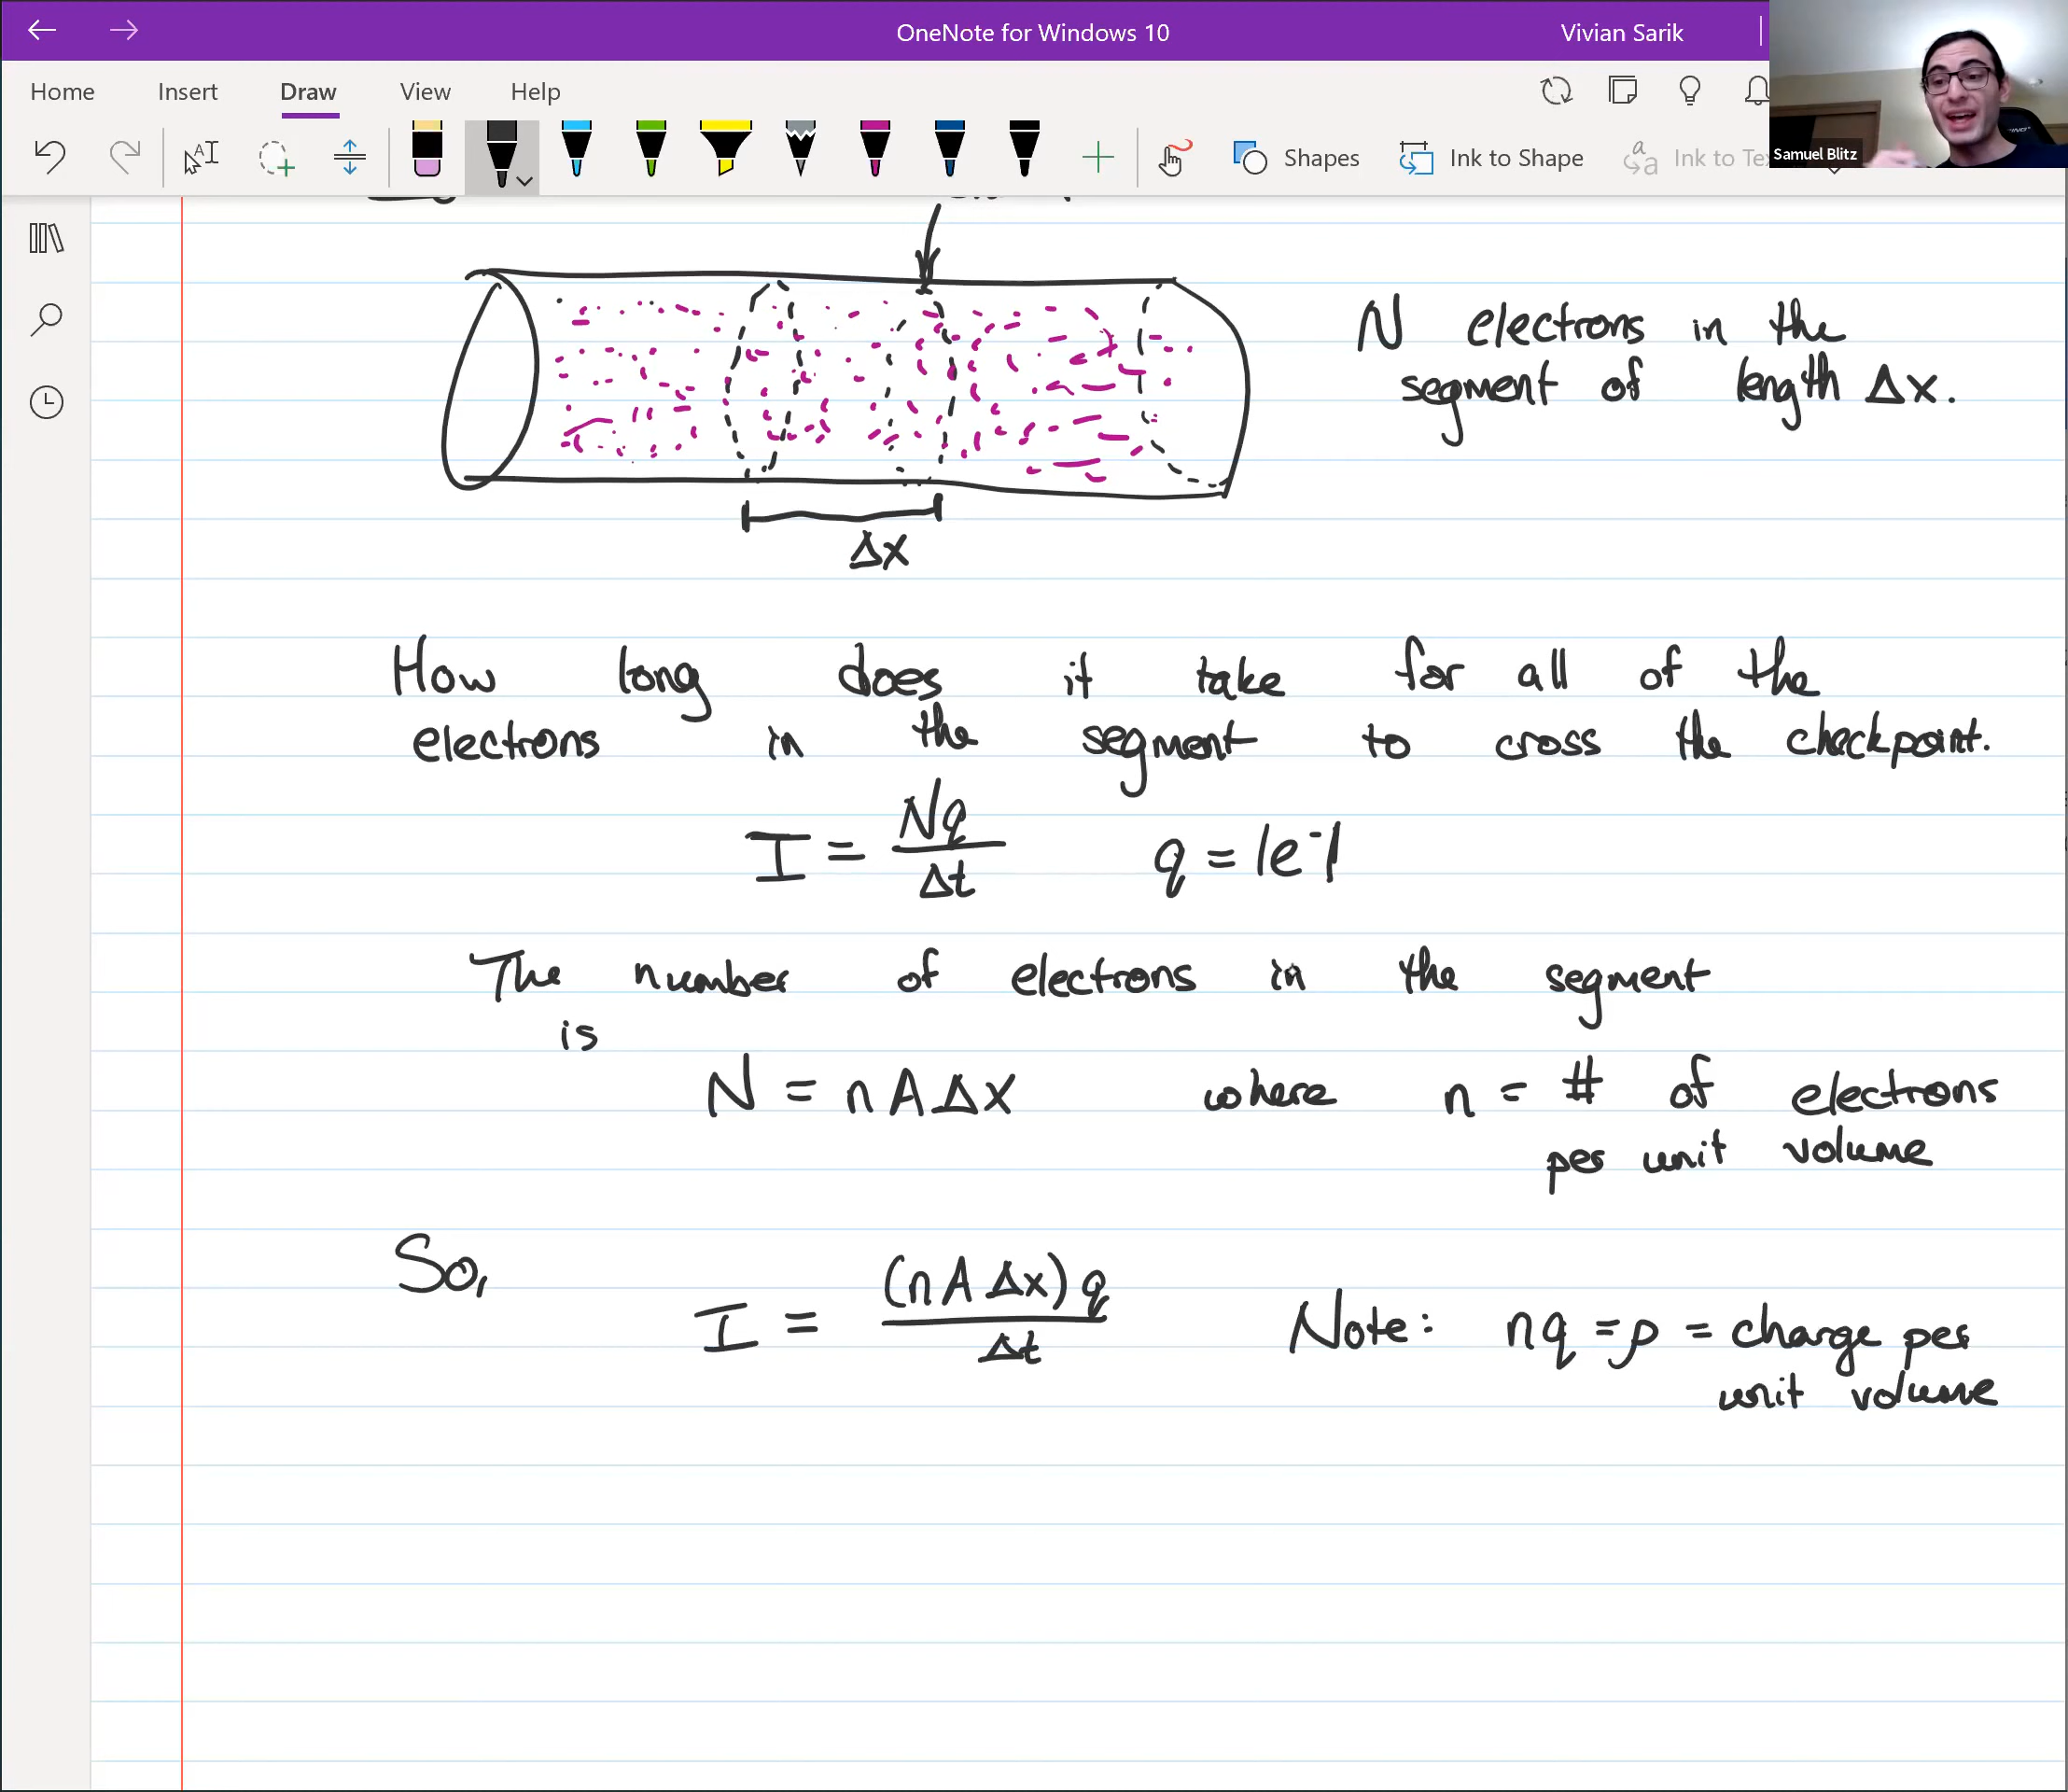 OneNote for Windows 10
Vivian Sarik
Home Insert Draw View Help
Shapes Ink to Shape Ink to Te
Samuel Blitz
N electrons in the
segment of length Δx.
Δx
How long does it take for all of the
electrons in the segment to cross the checkpoint.
I = Nq/Δt q = |e⁻|
The number of electrons in the segment
is
N = nAΔx where n = # of electrons
per unit volume
So,
I = (nAΔx)q/Δt Note: nq = ρ = charge per
unit volume